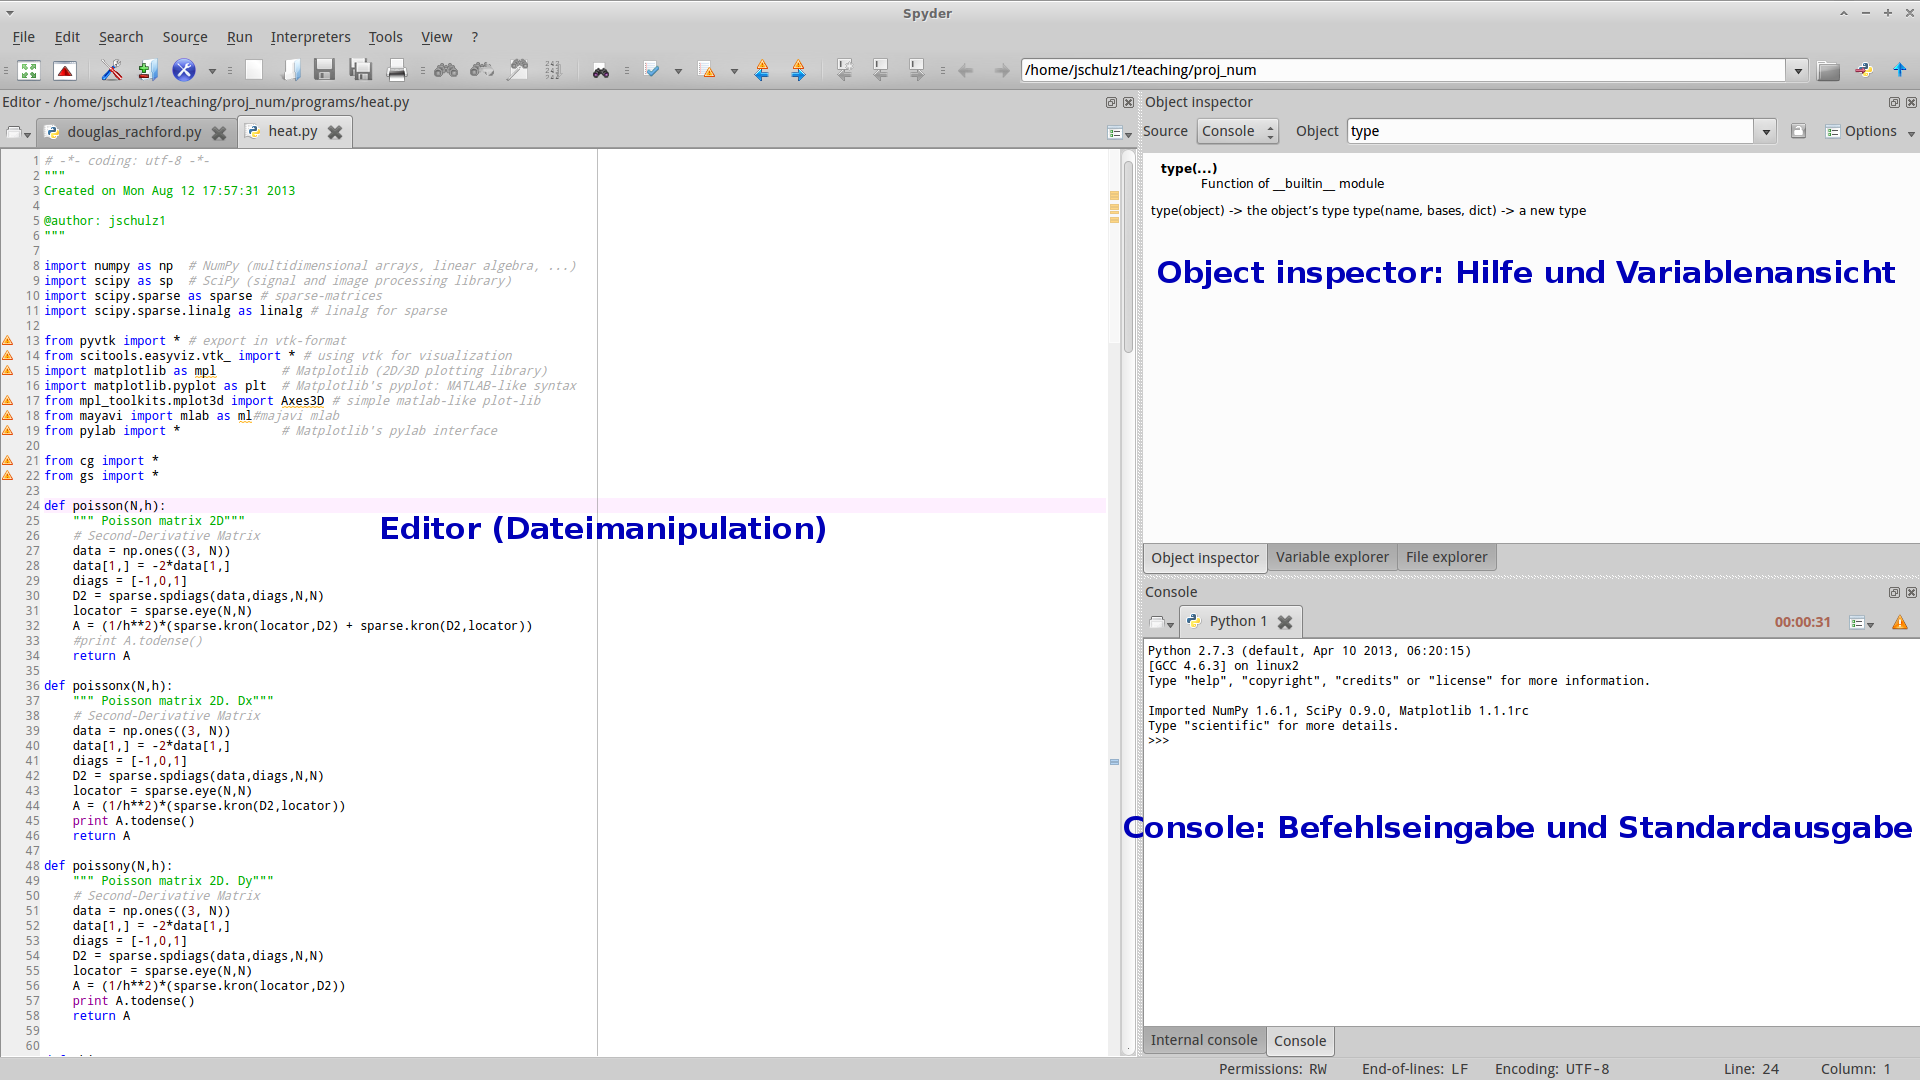 Spyder
File Edit Search Source Run Interpreters Tools View ?
/home/jschulz1/teaching/proj_num
Editor - /home/jschulz1/teaching/proj_num/programs/heat.py
douglas_rachford.py heat.py
1 # -*- coding: utf-8 -*-
2 """
3 Created on Mon Aug 12 17:57:31 2013
4
5 @author: jschulz1
6 """
7
8 import numpy as np  # NumPy (multidimensional arrays, linear algebra, ...)
9 import scipy as sp  # SciPy (signal and image processing library)
10 import scipy.sparse as sparse # sparse-matrices
11 import scipy.sparse.linalg as linalg # linalg for sparse
12
13 from pyvtk import * # export in vtk-format
14 from scitools.easyviz.vtk_ import * # using vtk for visualization
15 import matplotlib as mpl         # Matplotlib (2D/3D plotting library)
16 import matplotlib.pyplot as plt  # Matplotlib's pyplot: MATLAB-like syntax
17 from mpl_toolkits.mplot3d import Axes3D # simple matlab-like plot-lib
18 from mayavi import mlab as ml#majavi mlab
19 from pylab import *              # Matplotlib's pylab interface
20
21 from cg import *
22 from gs import *
23
24 def poisson(N,h):
25     """ Poisson matrix 2D"""
26     # Second-Derivative Matrix
27     data = np.ones((3, N))
28     data[1,] = -2*data[1,]
29     diags = [-1,0,1]
30     D2 = sparse.spdiags(data,diags,N,N)
31     locator = sparse.eye(N,N)
32     A = (1/h**2)*(sparse.kron(locator,D2) + sparse.kron(D2,locator))
33     #print A.todense()
34     return A
35
36 def poissonx(N,h):
37     """ Poisson matrix 2D. Dx"""
38     # Second-Derivative Matrix
39     data = np.ones((3, N))
40     data[1,] = -2*data[1,]
41     diags = [-1,0,1]
42     D2 = sparse.spdiags(data,diags,N,N)
43     locator = sparse.eye(N,N)
44     A = (1/h**2)*(sparse.kron(D2,locator))
45     print A.todense()
46     return A
47
48 def poissony(N,h):
49     """ Poisson matrix 2D. Dy"""
50     # Second-Derivative Matrix
51     data = np.ones((3, N))
52     data[1,] = -2*data[1,]
53     diags = [-1,0,1]
54     D2 = sparse.spdiags(data,diags,N,N)
55     locator = sparse.eye(N,N)
56     A = (1/h**2)*(sparse.kron(locator,D2))
57     print A.todense()
58     return A
59
60
Editor (Dateimanipulation)
Object inspector
Source Console Object type Options
type(...)
Function of __builtin__ module
type(object) -> the object’s type type(name, bases, dict) -> a new type
Object inspector: Hilfe und Variablenansicht
Object inspector Variable explorer File explorer
Console
Python 1 00:00:31
Python 2.7.3 (default, Apr 10 2013, 06:20:15)
[GCC 4.6.3] on linux2
Type "help", "copyright", "credits" or "license" for more information.
Imported NumPy 1.6.1, SciPy 0.9.0, Matplotlib 1.1.1rc
Type "scientific" for more details.
>>>
Console: Befehlseingabe und Standardausgabe
Internal console Console
Permissions: RW End-of-lines: LF Encoding: UTF-8 Line: 24 Column: 1